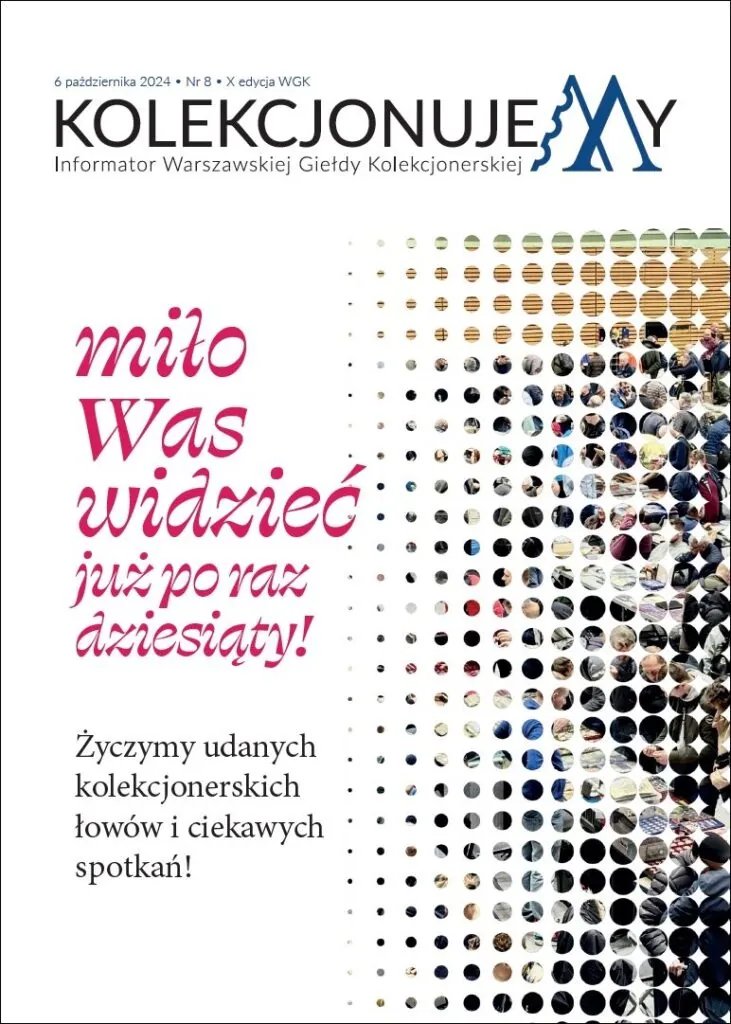 6 października 2024 • Nr 8 • X edycja WGK
KOLEKCJONUJEMY
Informator Warszawskiej Giełdy Kolekcjonerskiej
miło
Was
widzieć
już po raz
dziesiąty!
Życzymy udanych
kolekcjonerskich
łowów i ciekawych
spotkań!